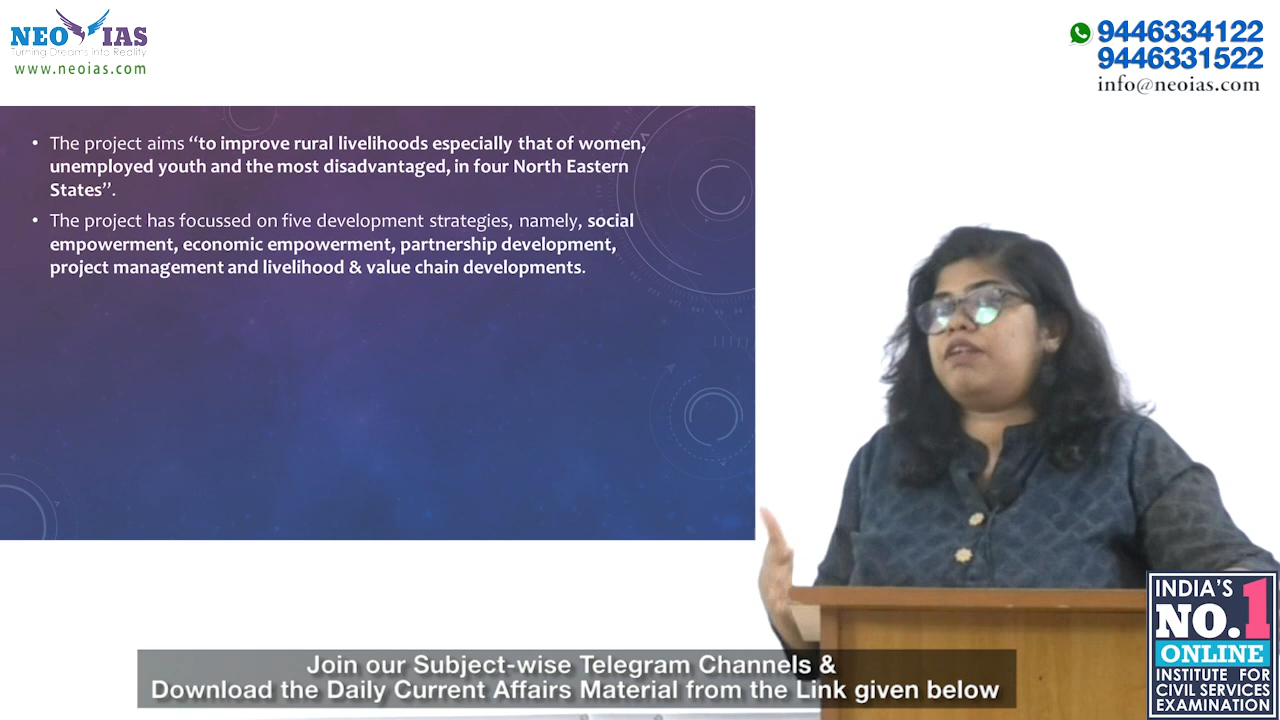 NEO IAS
Turning Dreams into Reality
www.neoias.com
9446334122
9446331522
info@neoias.com
• The project aims “to improve rural livelihoods especially that of women,
unemployed youth and the most disadvantaged, in four North Eastern
States”.
• The project has focussed on five development strategies, namely, social
empowerment, economic empowerment, partnership development,
project management and livelihood & value chain developments.
INDIA'S
NO.1
ONLINE
INSTITUTE FOR
CIVIL SERVICES
EXAMINATION
Join our Subject-wise Telegram Channels &
Download the Daily Current Affairs Material from the Link given below